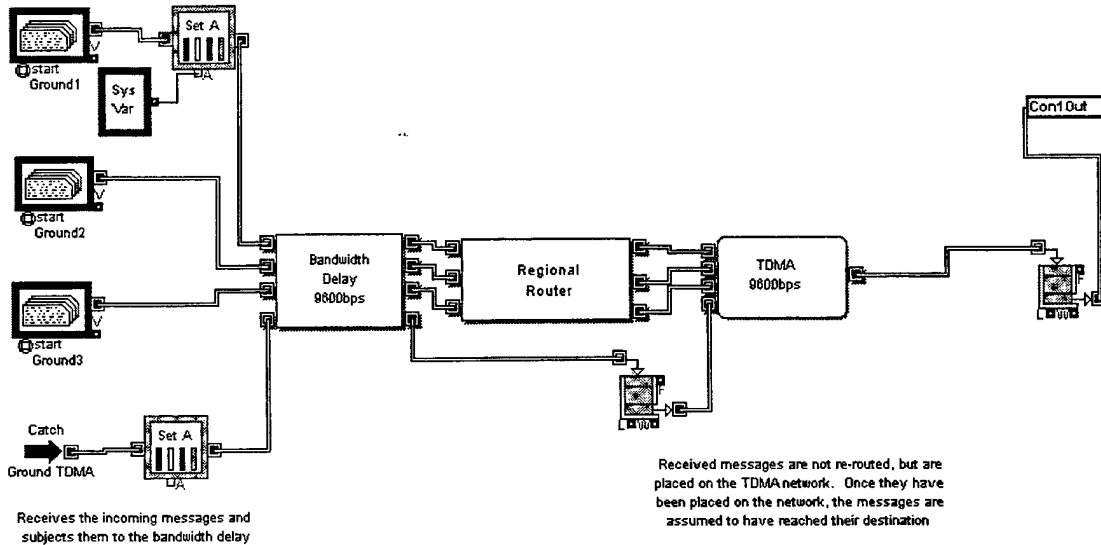 Set A
V
start
Ground1
A
Sys
Var
Con1Out
V
start
Ground2
Bandwidth
Delay
9600bps
Regional
Router
TDMA
9600bps
F
L W
V
start
Ground3
F
L W
Catch
Ground TDMA
Set A
A
Received messages are not re-routed, but are
placed on the TDMA network. Once they have
been placed on the network, the messages are
assumed to have reached their destination
Receives the incoming messages and
subjects them to the bandwidth delay